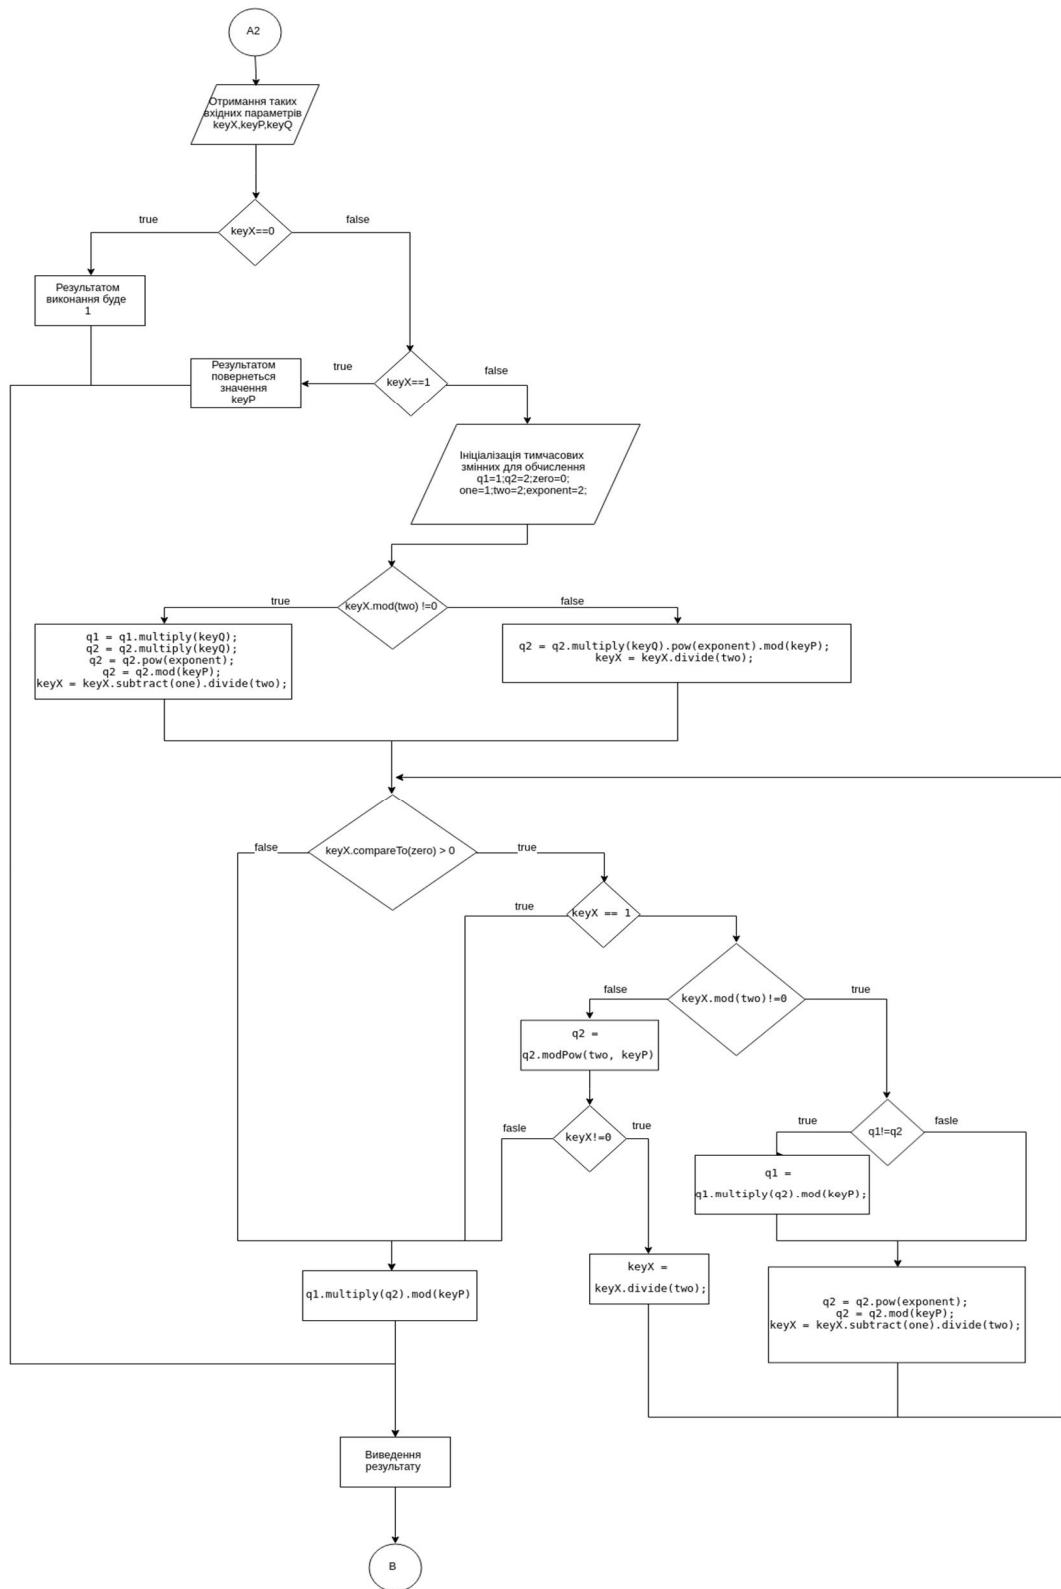 A2
Отримання таких
вхідних параметрів
keyX,keyP,keyQ
true
false
keyX==0
Результатом
виконання буде
1
Результатом
повернеться
значення
keyP
true
keyX==1
false
Ініціалізація тимчасових
змінних для обчислення
q1=1;q2=2;zero=0;
one=1;two=2;exponent=2;
true
keyX.mod(two) !=0
false
q1 = q1.multiply(keyQ);
q2 = q2.multiply(keyQ);
q2 = q2.pow(exponent);
q2 = q2.mod(keyP);
keyX = keyX.subtract(one).divide(two);
q2 = q2.multiply(keyQ).pow(exponent).mod(keyP);
keyX = keyX.divide(two);
false
keyX.compareTo(zero) > 0
true
true
keyX == 1
false
keyX.mod(two)!=0
true
q2 =
q2.modPow(two, keyP)
fasle
keyX!=0
true
true
q1!=q2
fasle
q1 =
q1.multiply(q2).mod(keyP);
keyX =
keyX.divide(two);
q1.multiply(q2).mod(keyP)
q2 = q2.pow(exponent);
q2 = q2.mod(keyP);
keyX = keyX.subtract(one).divide(two);
Виведення
результату
B